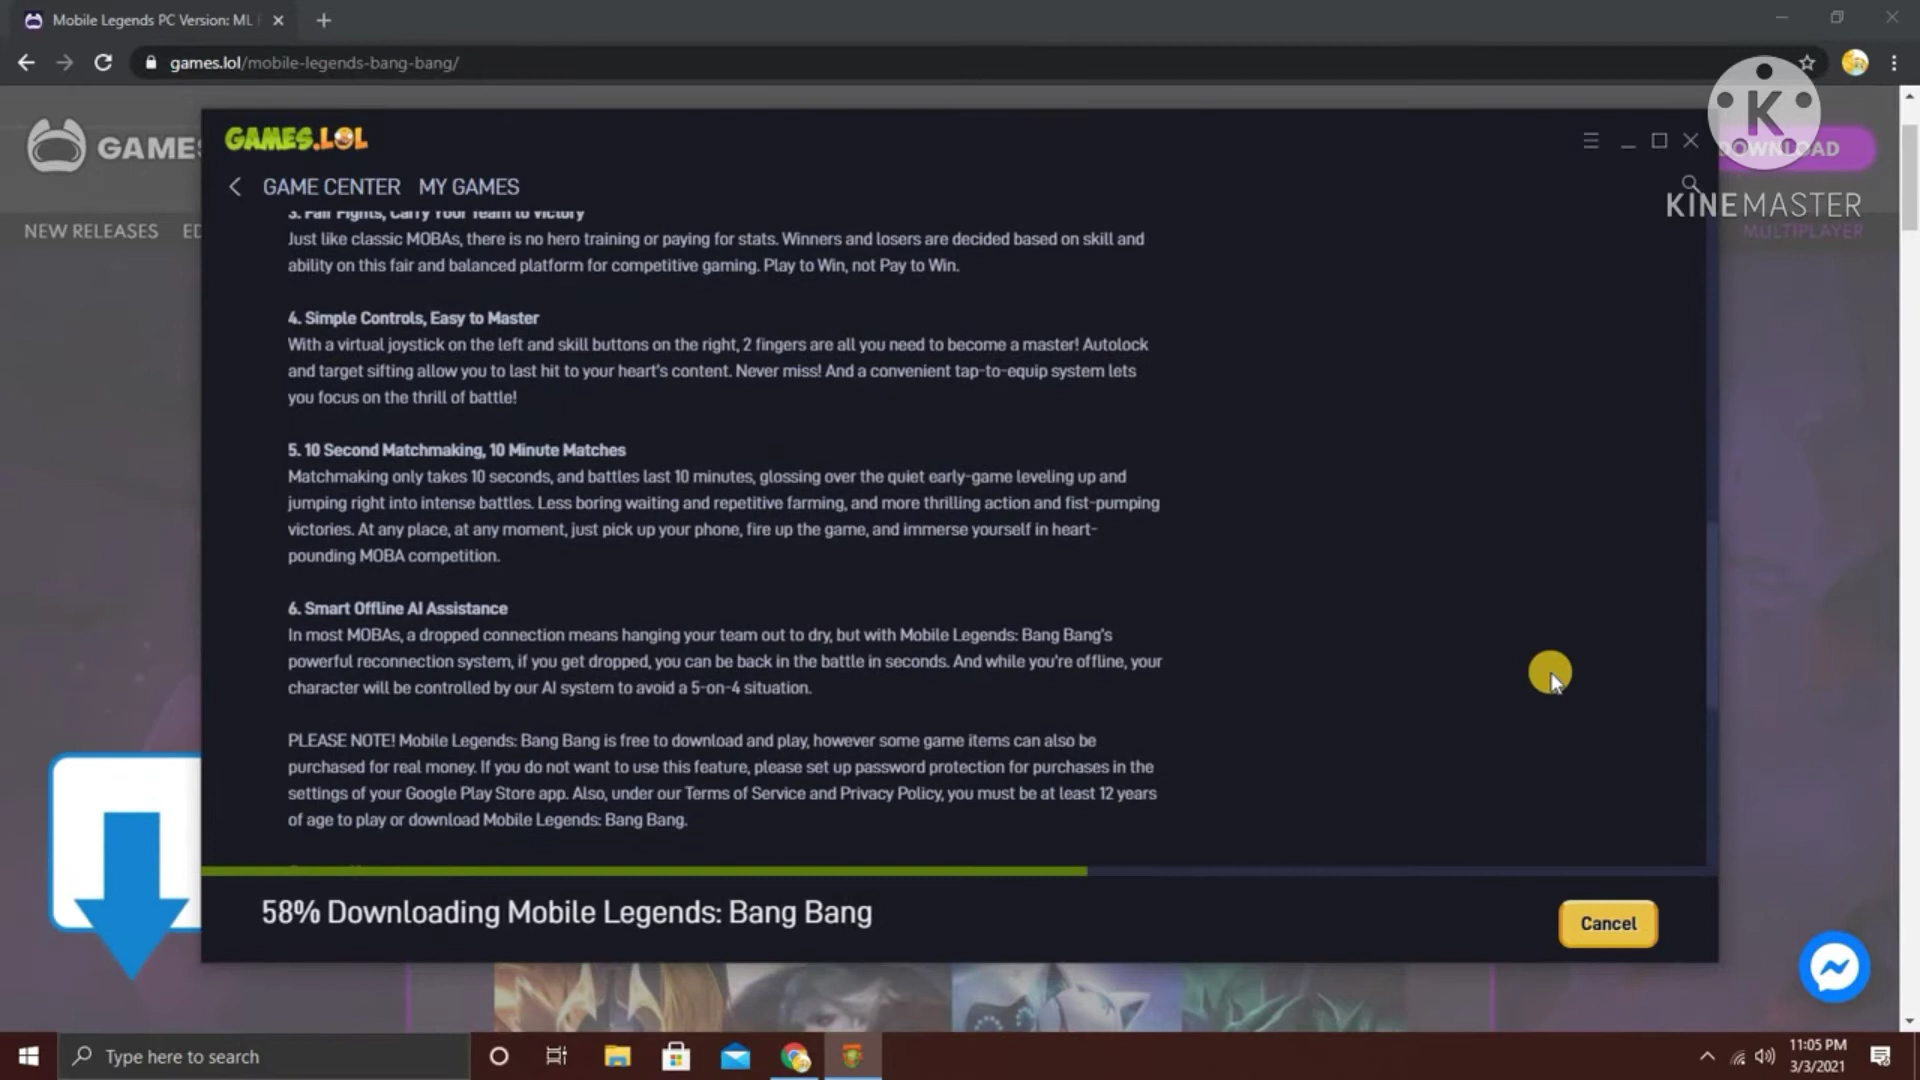 Mobile Legends PC Version: ML
games.lol/mobile-legends-bang-bang/
GAMES
DOWNLOAD
K
KINEMASTER
NEW RELEASES
MULTIPLAYER
GAMES.LOL
GAME CENTER MY GAMES
3. Fair Fights, Carry Your Team to Victory
Just like classic MOBAs, there is no hero training or paying for stats. Winners and losers are decided based on skill and
ability on this fair and balanced platform for competitive gaming. Play to Win, not Pay to Win.
4. Simple Controls, Easy to Master
With a virtual joystick on the left and skill buttons on the right, 2 fingers are all you need to become a master! Autolock
and target sifting allow you to last hit to your heart's content. Never miss! And a convenient tap-to-equip system lets
you focus on the thrill of battle!
5. 10 Second Matchmaking, 10 Minute Matches
Matchmaking only takes 10 seconds, and battles last 10 minutes, glossing over the quiet early-game leveling up and
jumping right into intense battles. Less boring waiting and repetitive farming, and more thrilling action and fist-pumping
victories. At any place, at any moment, just pick up your phone, fire up the game, and immerse yourself in heart-
pounding MOBA competition.
6. Smart Offline AI Assistance
In most MOBAs, a dropped connection means hanging your team out to dry, but with Mobile Legends: Bang Bang's
powerful reconnection system, if you get dropped, you can be back in the battle in seconds. And while you're offline, your
character will be controlled by our AI system to avoid a 5-on-4 situation.
PLEASE NOTE! Mobile Legends: Bang Bang is free to download and play, however some game items can also be
purchased for real money. If you do not want to use this feature, please set up password protection for purchases in the
settings of your Google Play Store app. Also, under our Terms of Service and Privacy Policy, you must be at least 12 years
of age to play or download Mobile Legends: Bang Bang.
58% Downloading Mobile Legends: Bang Bang
Cancel
Type here to search
11:05 PM
3/3/2021